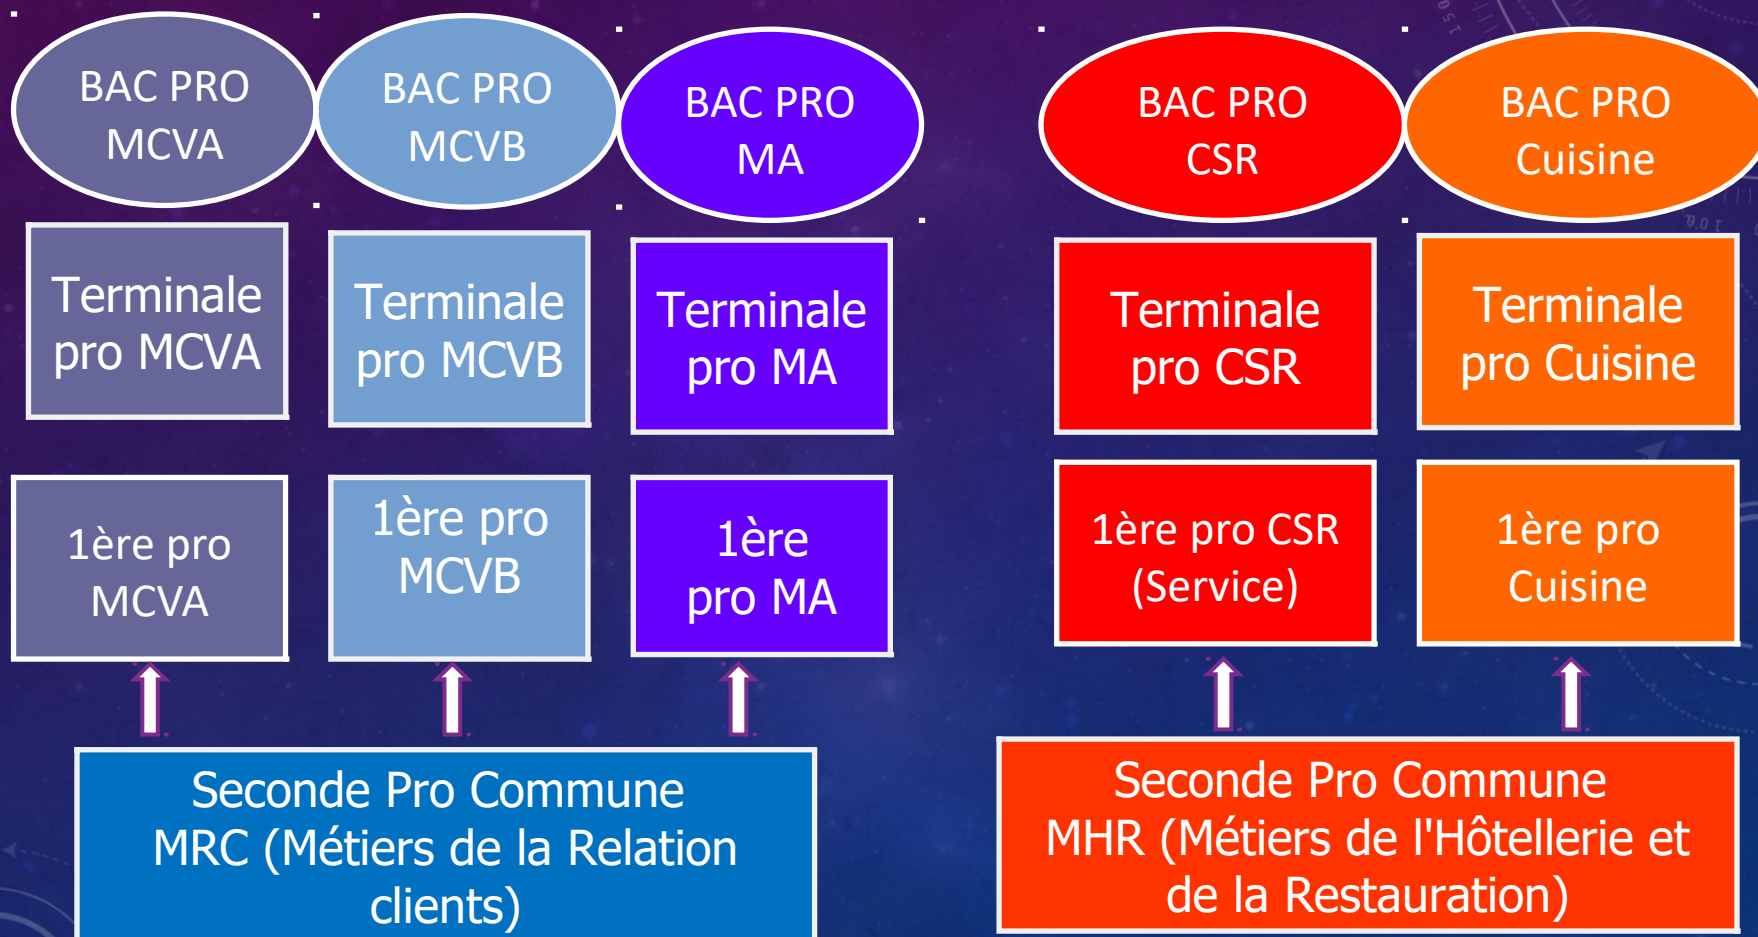 BAC PRO
MCVA
BAC PRO
MCVB
BAC PRO
MA
BAC PRO
CSR
BAC PRO
Cuisine
Terminale
pro MCVA
Terminale
pro MCVB
Terminale
pro MA
Terminale
pro CSR
Terminale
pro Cuisine
1ère pro
MCVA
1ère pro
MCVB
1ère
pro MA
1ère pro CSR
(Service)
1ère pro
Cuisine
Seconde Pro Commune
MRC (Métiers de la Relation
clients)
Seconde Pro Commune
MHR (Métiers de l'Hôtellerie et
de la Restauration)